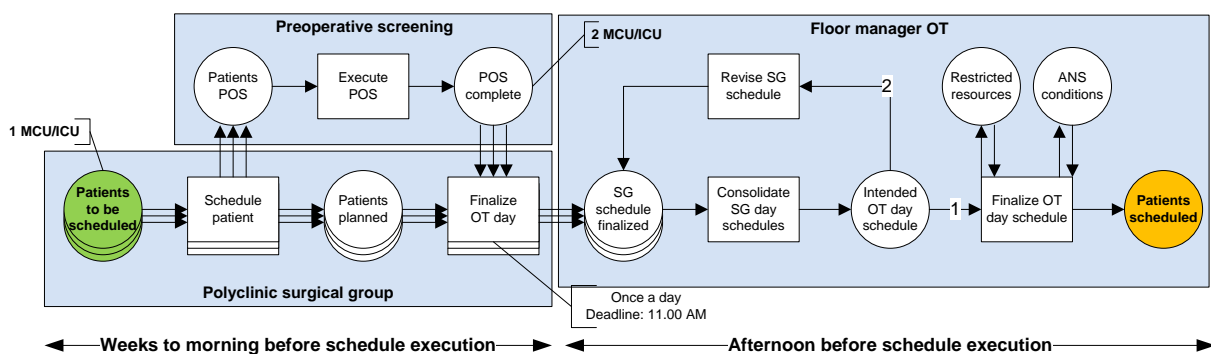 Preoperative screening
2 MCU/ICU
Floor manager OT
Patients
POS
Execute
POS
POS
complete
Revise SG
schedule
2
Restricted
resources
ANS
conditions
1 MCU/ICU
Patients
to be
scheduled
Schedule
patient
Patients
planned
Finalize
OT day
SG
schedule
finalized
Consolidate
SG day
schedules
Intended
OT day
schedule
1
Finalize OT
day schedule
Patients
scheduled
Polyclinic surgical group
Once a day
Deadline: 11.00 AM
Weeks to morning before schedule execution
Afternoon before schedule execution